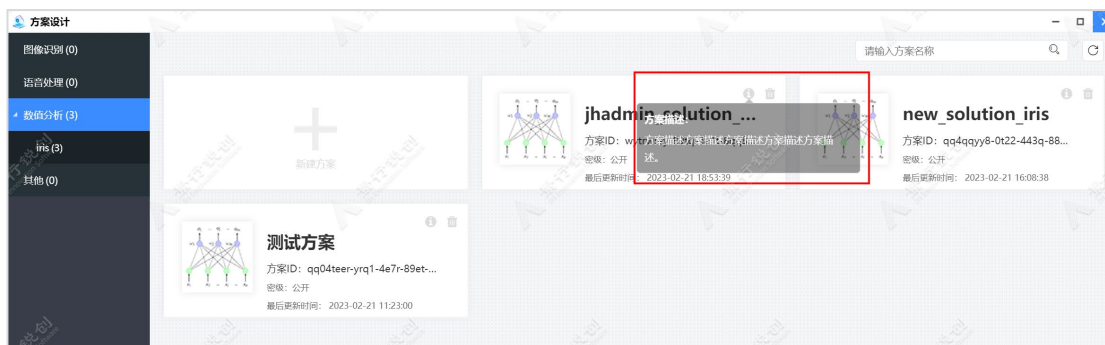 方案设计
图像识别 (0)
语音处理 (0)
数值分析 (3)
iris (3)
其他 (0)
请输入方案名称
新建方案
jhadmin_solution_...
方案ID: 
密级: 公开
最后更新时间: 2023-02-21 18:53:39
方案描述:
方案描述方案描述方案描述方案描述方案描
述。
new_solution_iris
方案ID: qq4qqyy8-0t22-443q-88...
密级: 公开
最后更新时间: 2023-02-21 16:08:38
测试方案
方案ID: qq04teer-yrq1-4e7r-89et-...
密级: 公开
最后更新时间: 2023-02-21 11:23:00